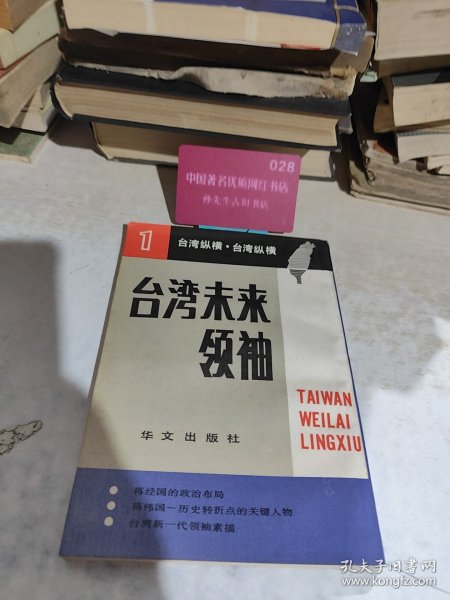 028
中国著名优质网红书店
孙先生古旧书店
1
台湾纵横·台湾纵横
台湾未来
领袖
TAIWAN
WEILAI
LINGXIU
华文出版社
蒋经国的政治布局
蒋纬国－历史转折点的关键人物
台湾新一代领袖素描
孔夫子旧书网
www.kongfz.com